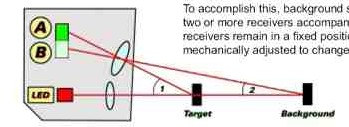 To accomplish this, background s
two or more receivers accompan
receivers remain in a fixed positi
mechanically adjusted to change
A
B
LED
1
2
Target
Background